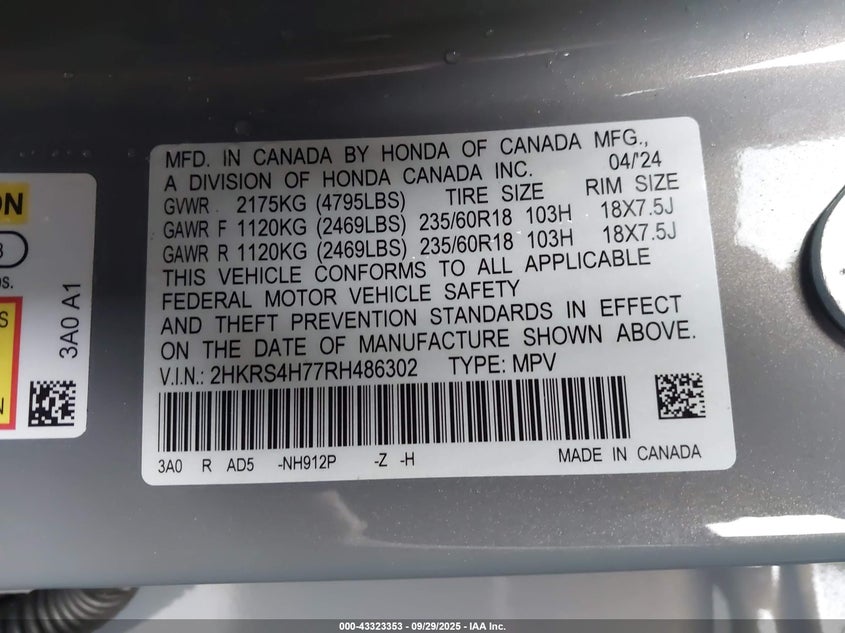 ON
3
OS.
S
N
3A0 A1
MFD. IN CANADA BY HONDA OF CANADA MFG.,
A DIVISION OF HONDA CANADA INC. 04/'24
GVWR 2175KG (4795LBS) TIRE SIZE RIM SIZE
GAWR F 1120KG (2469LBS) 235/60R18 103H 18X7.5J
GAWR R 1120KG (2469LBS) 235/60R18 103H 18X7.5J
THIS VEHICLE CONFORMS TO ALL APPLICABLE
FEDERAL MOTOR VEHICLE SAFETY
AND THEFT PREVENTION STANDARDS IN EFFECT
ON THE DATE OF MANUFACTURE SHOWN ABOVE.
V.I.N.: 2HKRS4H77RH486302 TYPE: MPV
3A0 R AD5 -NH912P -Z -H MADE IN CANADA
000-43323353 - 09/29/2025 - IAA Inc.